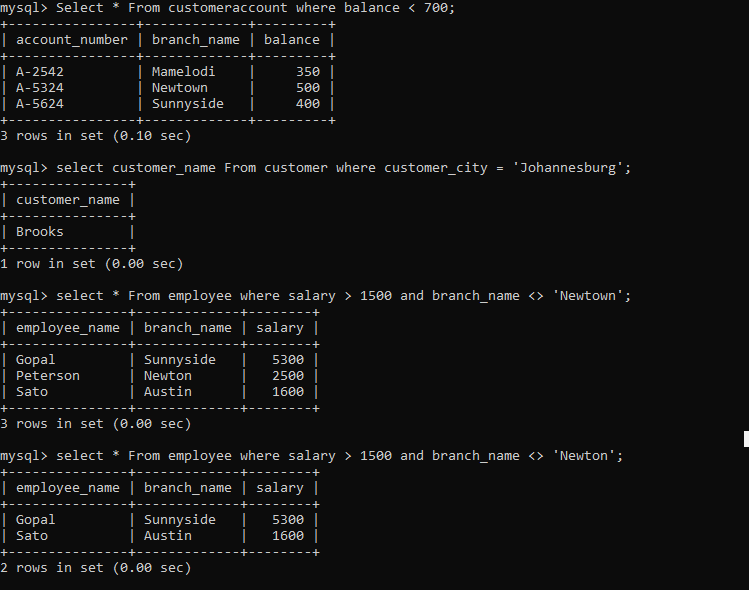 mysql> Select * From customeraccount where balance < 700;
+----------------+-------------+---------+
| account_number | branch_name | balance |
+----------------+-------------+---------+
| A-2542         | Mamelodi    |     350 |
| A-5324         | Newtown     |     500 |
| A-5624         | Sunnyside   |     400 |
+----------------+-------------+---------+
3 rows in set (0.10 sec)
mysql> select customer_name From customer where customer_city = 'Johannesburg';
+---------------+
| customer_name |
+---------------+
| Brooks        |
+---------------+
1 row in set (0.00 sec)
mysql> select * From employee where salary > 1500 and branch_name <> 'Newtown';
+---------------+-------------+--------+
| employee_name | branch_name | salary |
+---------------+-------------+--------+
| Gopal         | Sunnyside   |   5300 |
| Peterson      | Newton      |   2500 |
| Sato          | Austin      |   1600 |
+---------------+-------------+--------+
3 rows in set (0.00 sec)
mysql> select * From employee where salary > 1500 and branch_name <> 'Newton';
+---------------+-------------+--------+
| employee_name | branch_name | salary |
+---------------+-------------+--------+
| Gopal         | Sunnyside   |   5300 |
| Sato          | Austin      |   1600 |
+---------------+-------------+--------+
2 rows in set (0.00 sec)